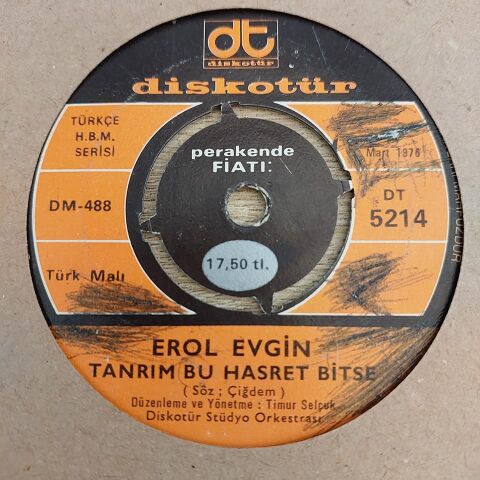 dt
diskotür
diskotür
TÜRKÇE
H.B.M.
SERİSİ
perakende
FİATI:
Mart 1976
DM-488
DT
5214
Türk Malı
17,50 tl.
EROL EVGİN
TANRIM BU HASRET BİTSE
( Söz ; Çiğdem )
Düzenleme ve Yönetme : Timur Selçuk
Diskotür Stüdyo Orkestrası